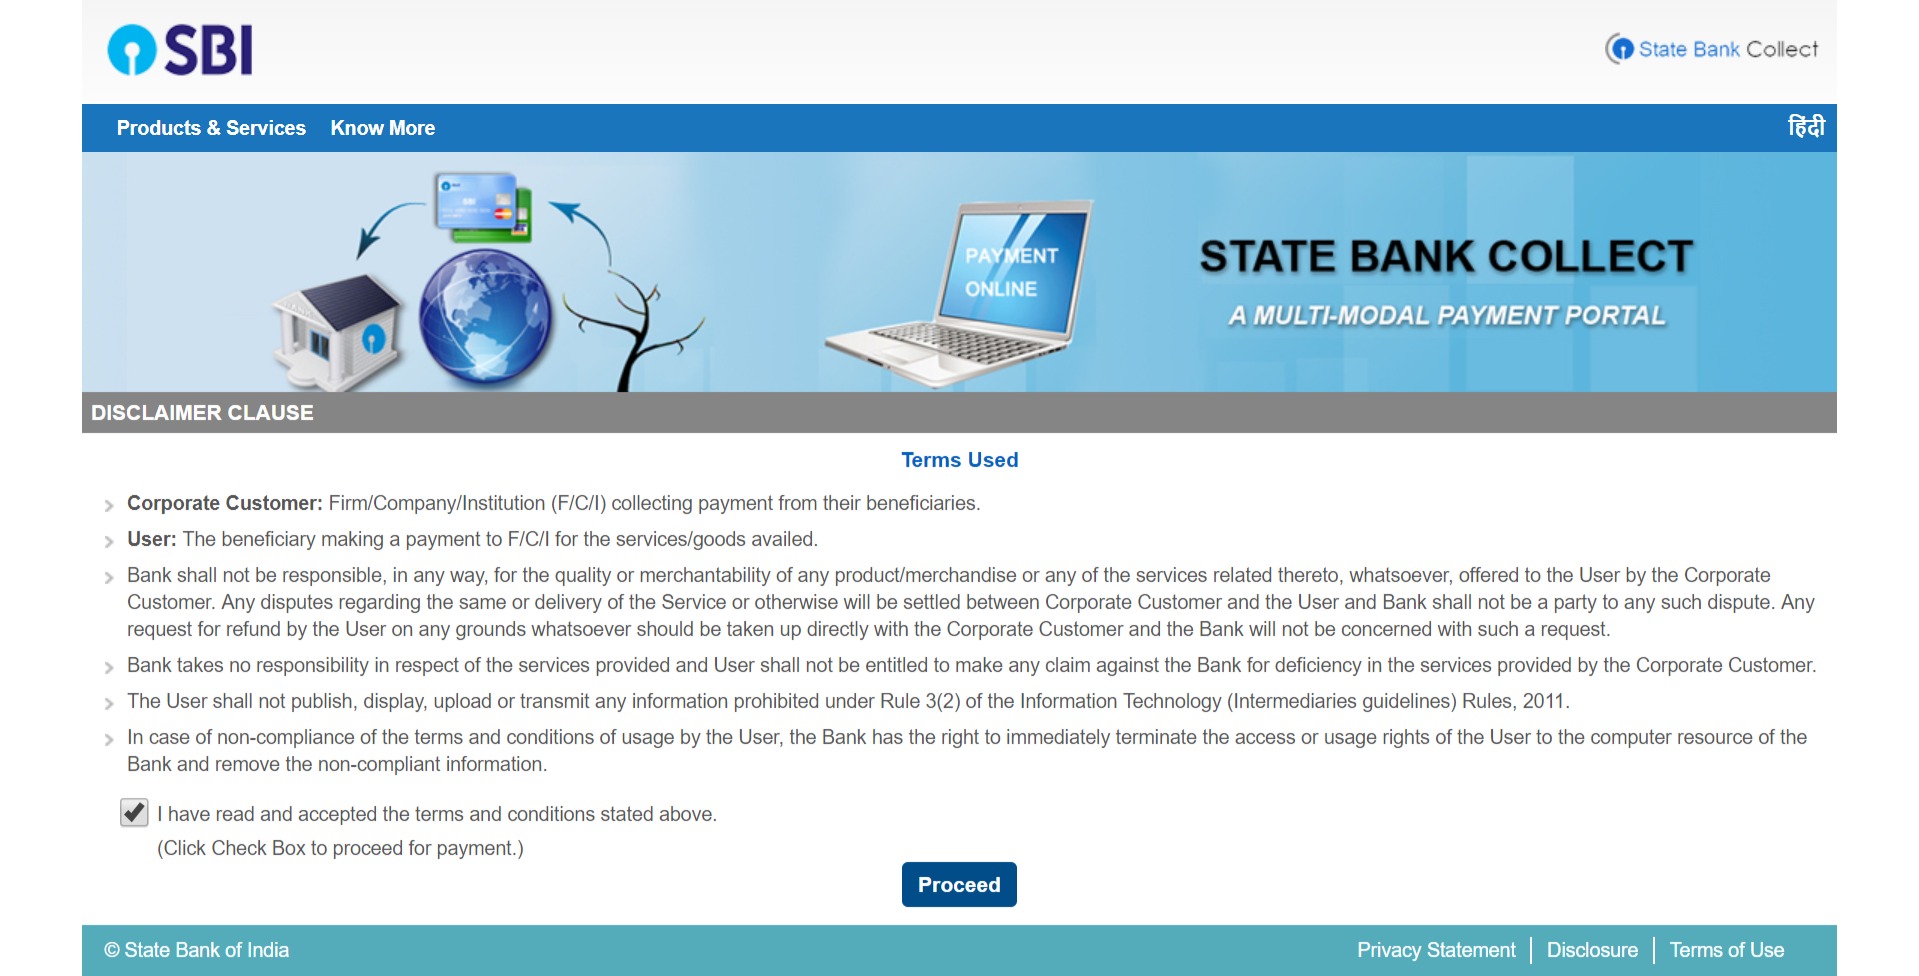 SBI
State Bank Collect
Products & Services Know More हिंदी
SBI
PAYMENT
ONLINE
STATE BANK COLLECT
A MULTI-MODAL PAYMENT PORTAL
DISCLAIMER CLAUSE
Terms Used
Corporate Customer: Firm/Company/Institution (F/C/I) collecting payment from their beneficiaries.
User: The beneficiary making a payment to F/C/I for the services/goods availed.
Bank shall not be responsible, in any way, for the quality or merchantability of any product/merchandise or any of the services related thereto, whatsoever, offered to the User by the Corporate
Customer. Any disputes regarding the same or delivery of the Service or otherwise will be settled between Corporate Customer and the User and Bank shall not be a party to any such dispute. Any
request for refund by the User on any grounds whatsoever should be taken up directly with the Corporate Customer and the Bank will not be concerned with such a request.
Bank takes no responsibility in respect of the services provided and User shall not be entitled to make any claim against the Bank for deficiency in the services provided by the Corporate Customer.
The User shall not publish, display, upload or transmit any information prohibited under Rule 3(2) of the Information Technology (Intermediaries guidelines) Rules, 2011.
In case of non-compliance of the terms and conditions of usage by the User, the Bank has the right to immediately terminate the access or usage rights of the User to the computer resource of the
Bank and remove the non-compliant information.
I have read and accepted the terms and conditions stated above.
(Click Check Box to proceed for payment.)
Proceed
© State Bank of India
Privacy Statement Disclosure Terms of Use